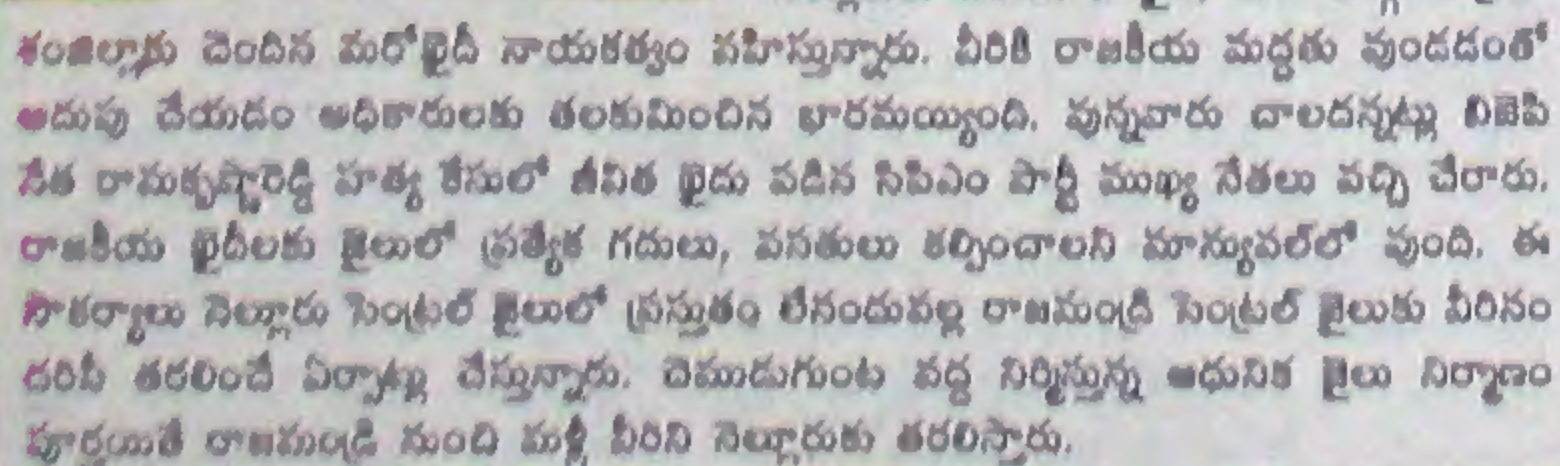 చెందిన మరోఖైదీ నాయకత్వం వహిస్తున్నారు. వీరికి రాజకీయ మద్దతు వుండడంతో
అదుపు చేయడం అధికారులకు తలకుమించిన భారమయ్యింది. వున్నవారు చాలదన్నట్లు బిజెపి
నేత రామకృష్ణారెడ్డి హత్య కేసులో జీవిత ఖైదు పడిన సిపిఎం పార్టీ ముఖ్య నేతలు వచ్చి చేరారు.
రాజకీయ ఖైదీలకు జైలులో ప్రత్యేక గదులు, వసతులు కల్పించాలని మాన్యువల్‌లో వుంది. ఈ
సౌకర్యాలు నెల్లూరు సెంట్రల్ జైలులో ప్రస్తుతం లేనందువల్ల రాజమండ్రి సెంట్రల్ జైలుకు వీరినం
దరినీ తరలించే ఏర్పాట్లు చేస్తున్నారు. చెముడుగుంట వద్ద నిర్మిస్తున్న ఆధునిక జైలు నిర్మాణం
పూర్తయితే రాజమండ్రి నుంచి మళ్లీ వీరిని నెల్లూరుకు తరలిస్తారు.